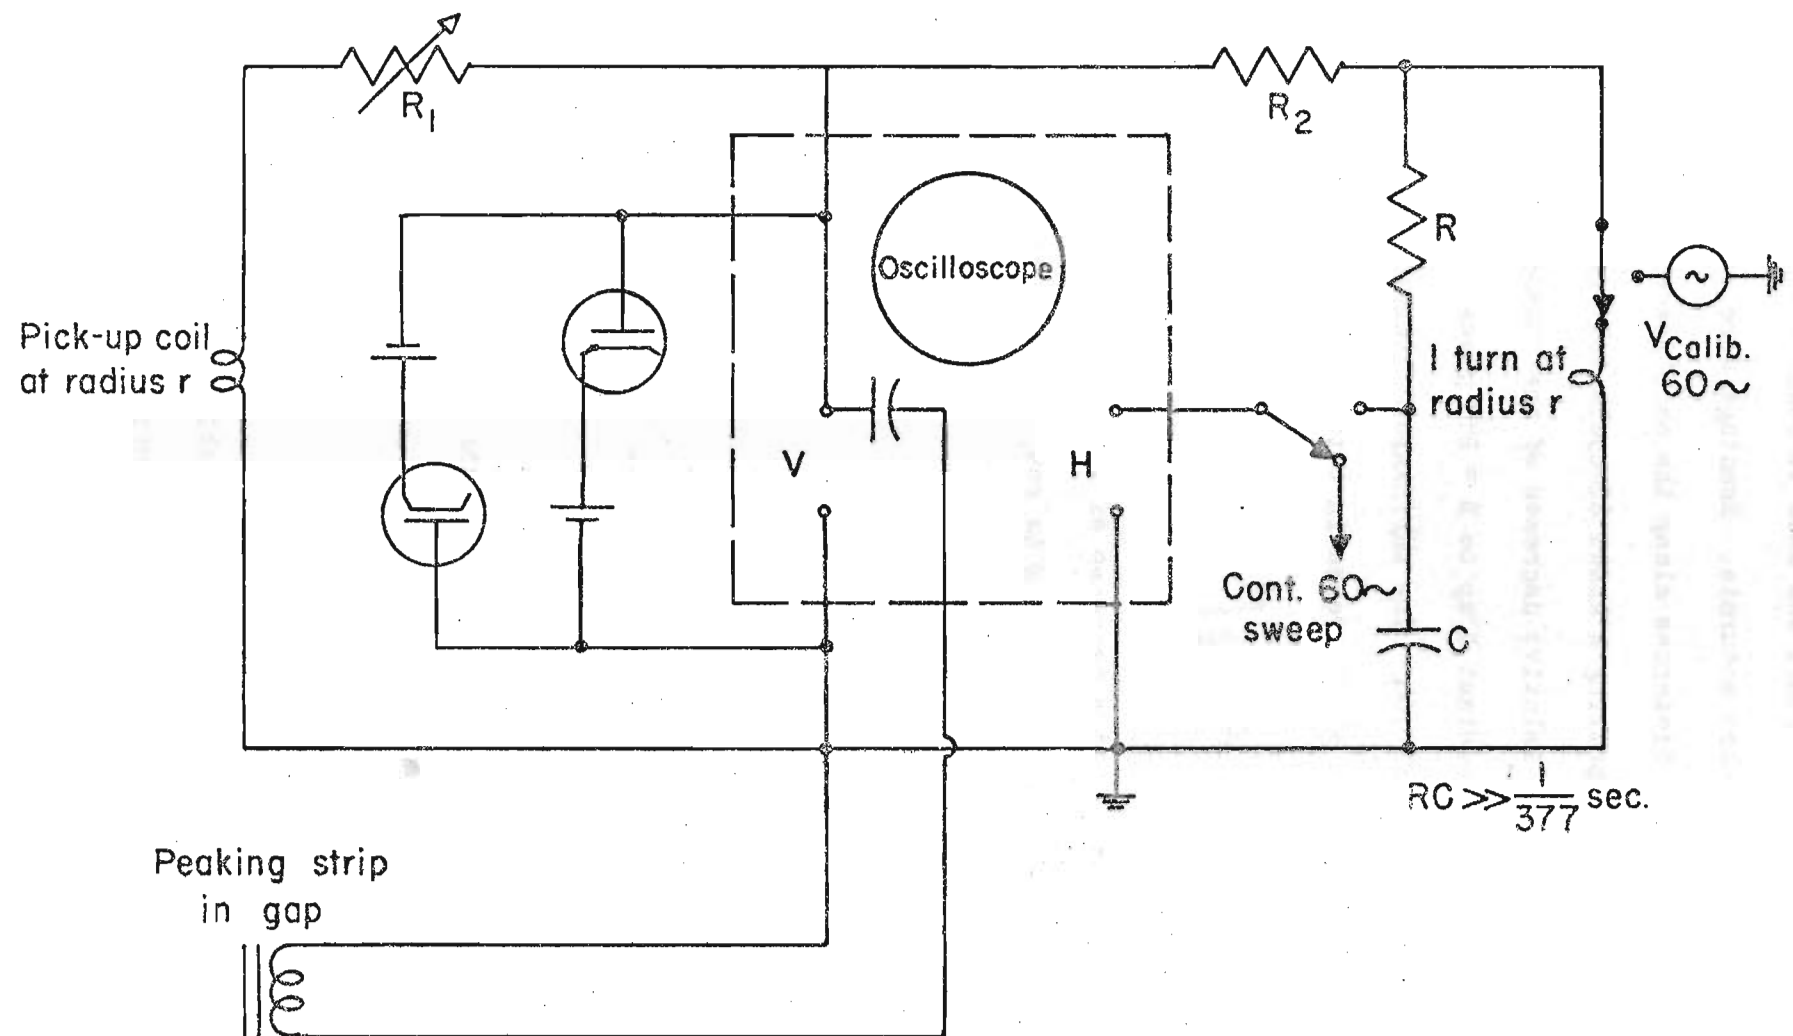 R1
R2
Oscilloscope
R
Pick-up coil
at radius r
1 turn at
radius r
VCalib.
60~
V
H
Cont. 60~
sweep
C
RC >> 1/377 sec.
Peaking strip
in gap